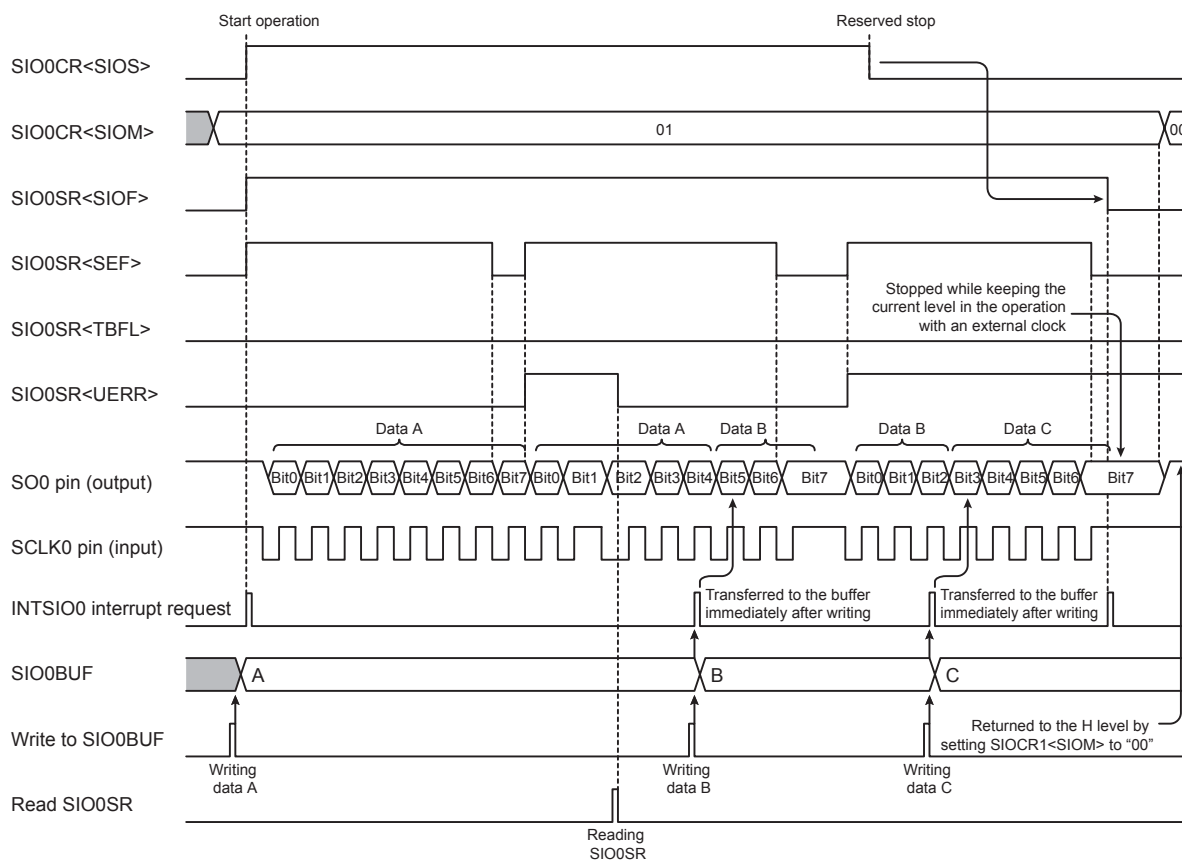 Start operation
Reserved stop
SIO0CR<SIOS>
SIO0CR<SIOM>
01
00
SIO0SR<SIOF>
SIO0SR<SEF>
Stopped while keeping the
current level in the operation
with an external clock
SIO0SR<TBFL>
SIO0SR<UERR>
Data A
Data A
Data B
Data B
Data C
SO0 pin (output)
Bit0 Bit1 Bit2 Bit3 Bit4 Bit5 Bit6 Bit7 Bit0 Bit1 Bit2 Bit3 Bit4 Bit5 Bit6 Bit7 Bit0 Bit1 Bit2 Bit3 Bit4 Bit5 Bit6 Bit7
SCLK0 pin (input)
INTSIO0 interrupt request
Transferred to the buffer
immediately after writing
Transferred to the buffer
immediately after writing
SIO0BUF
A
B
C
Write to SIO0BUF
Writing
data A
Writing
data B
Writing
data C
Returned to the H level by
setting SIOCR1<SIOM> to “00”
Read SIO0SR
Reading
SIO0SR